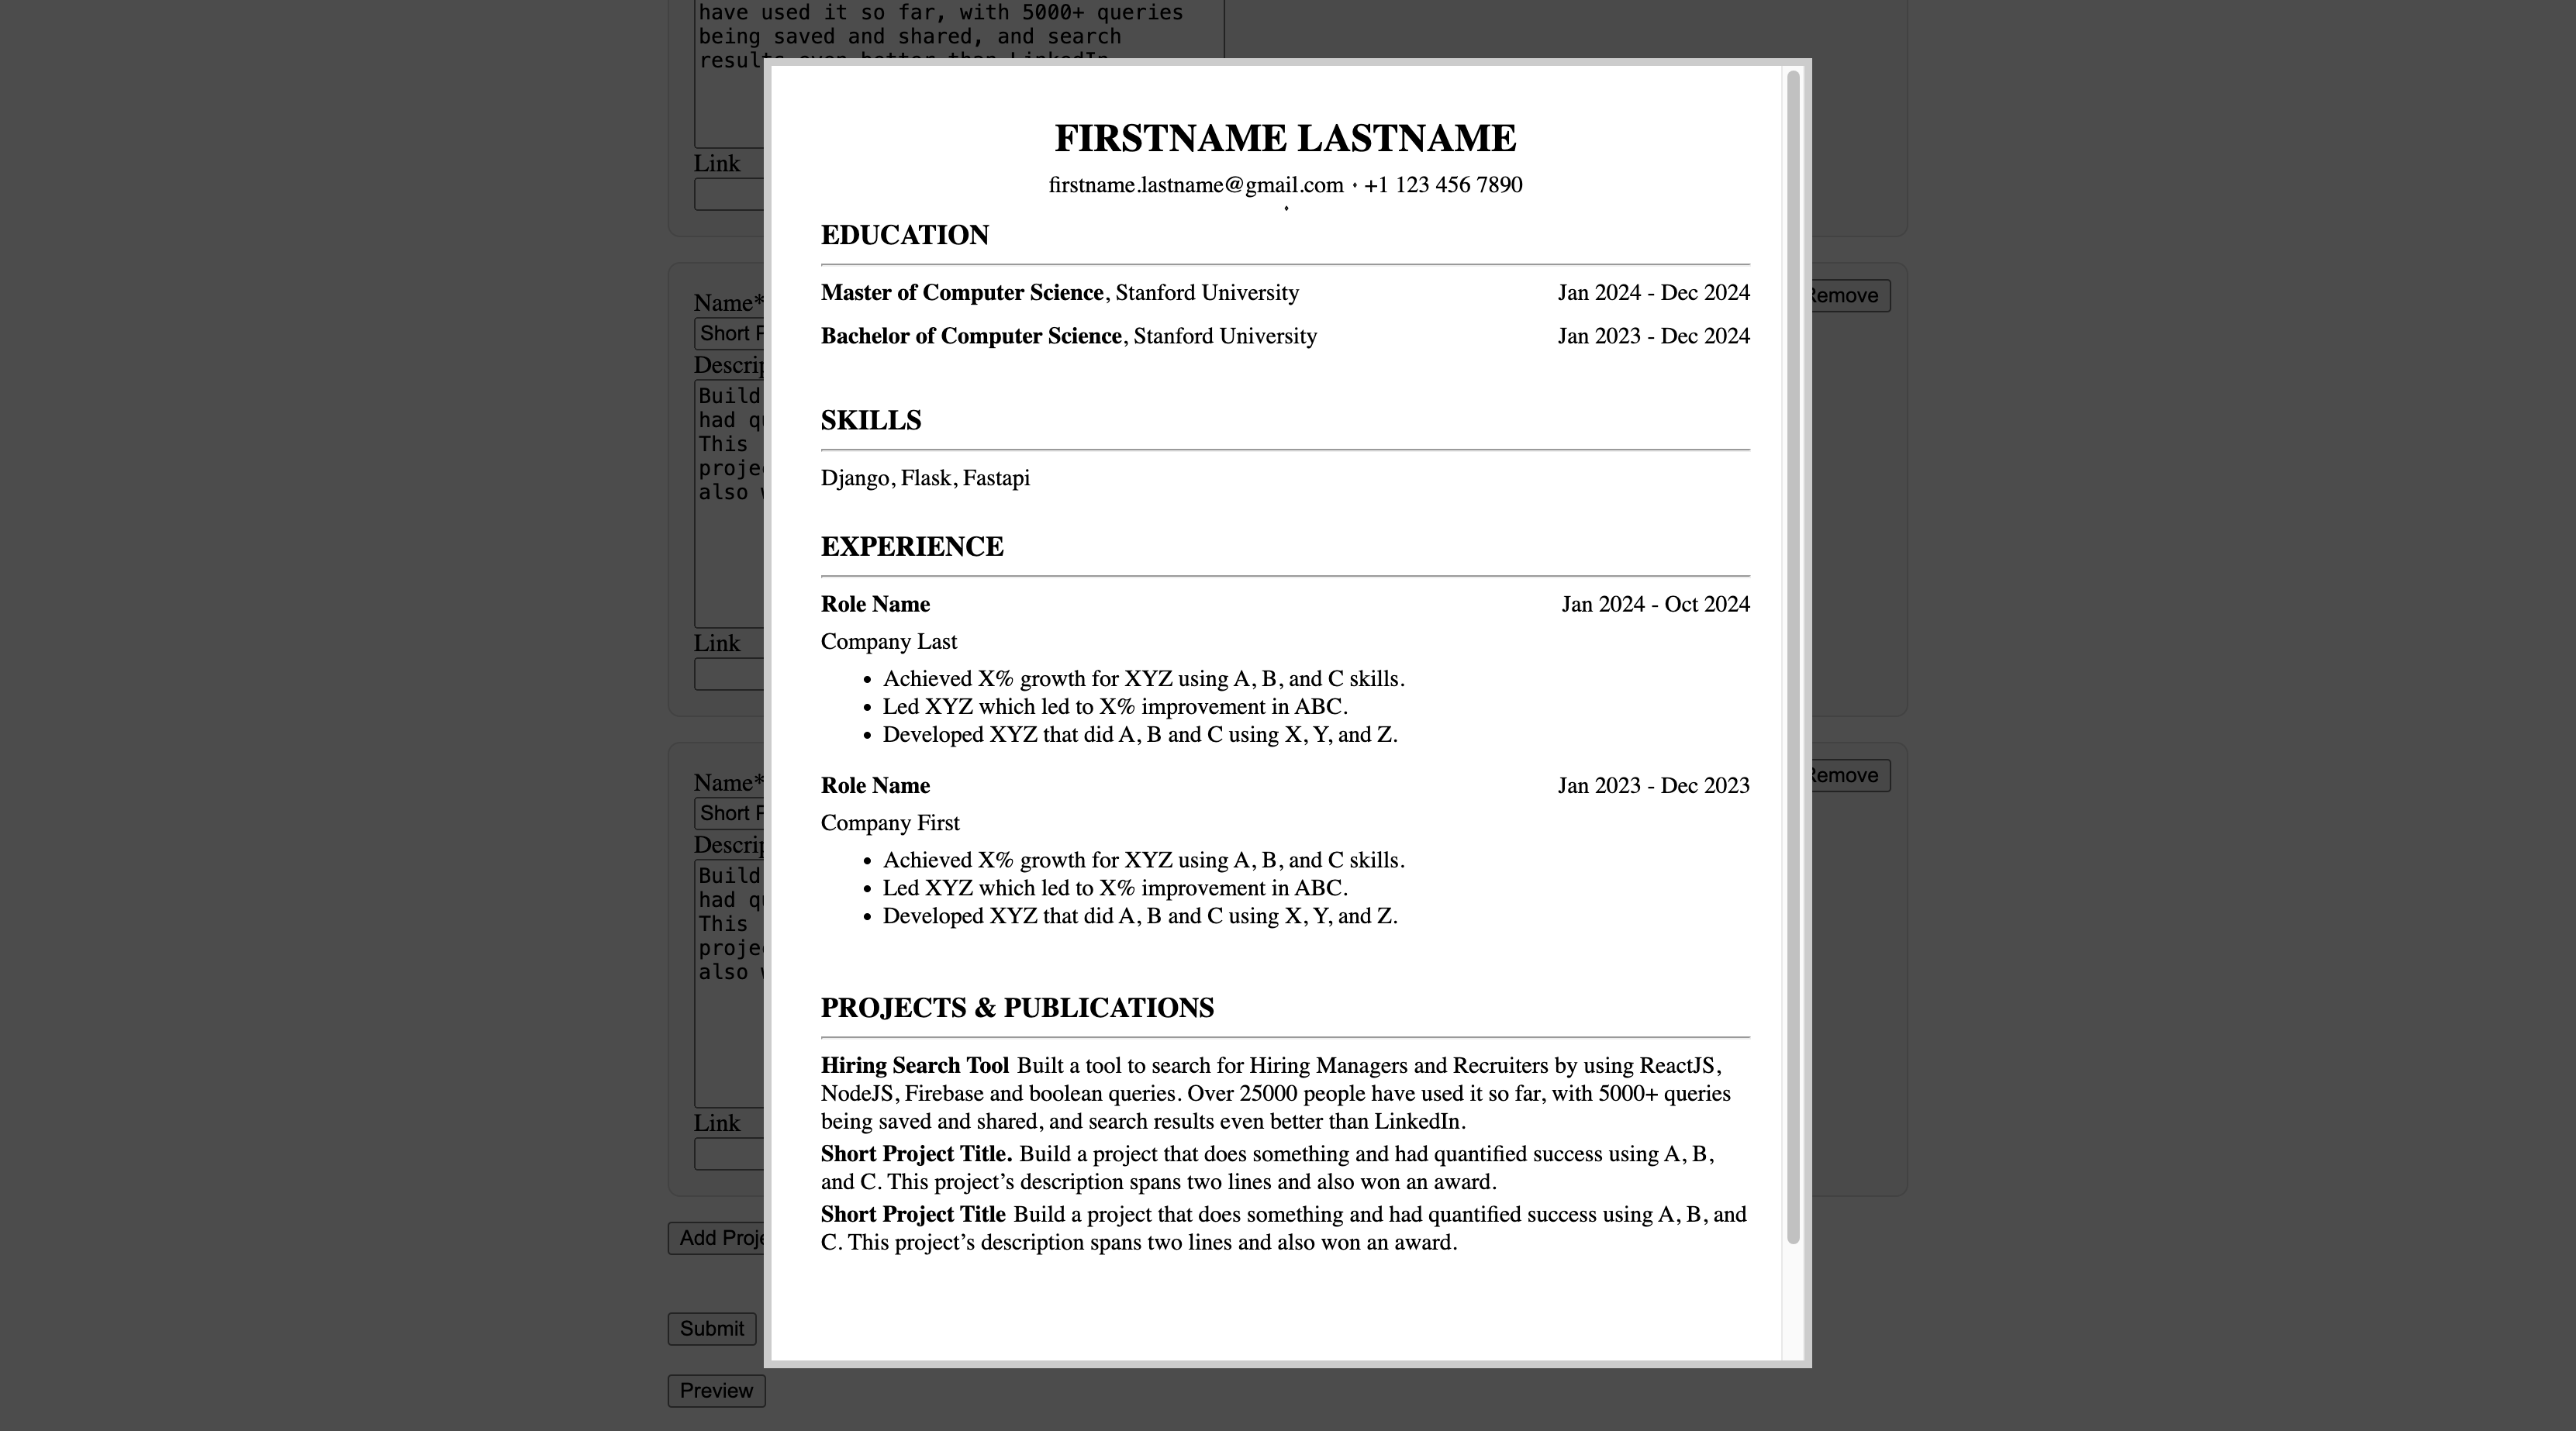 have used it so far, with 5000+ queries
being saved and shared, and search
results even better than LinkedIn
Link
Name*
Short
Remove
Build
had
This
also
Link
Name*
Short
Remove
Build
had
This
also
Link
Submit
Preview
FIRSTNAME LASTNAME
firstname.lastname@gmail.com ⬩ +1 123 456 7890
⬩
EDUCATION
Master of Computer Science, Stanford University Jan 2024 - Dec 2024
Bachelor of Computer Science, Stanford University Jan 2023 - Dec 2024
SKILLS
Django, Flask, Fastapi
EXPERIENCE
Role Name Jan 2024 - Oct 2024
Company Last
• Achieved X% growth for XYZ using A, B, and C skills.
• Led XYZ which led to X% improvement in ABC.
• Developed XYZ that did A, B and C using X, Y, and Z.
Role Name Jan 2023 - Dec 2023
Company First
• Achieved X% growth for XYZ using A, B, and C skills.
• Led XYZ which led to X% improvement in ABC.
• Developed XYZ that did A, B and C using X, Y, and Z.
PROJECTS & PUBLICATIONS
Hiring Search Tool Built a tool to search for Hiring Managers and Recruiters by using ReactJS,
NodeJS, Firebase and boolean queries. Over 25000 people have used it so far, with 5000+ queries
being saved and shared, and search results even better than LinkedIn.
Short Project Title. Build a project that does something and had quantified success using A, B,
and C. This project’s description spans two lines and also won an award.
Short Project Title Build a project that does something and had quantified success using A, B, and
C. This project’s description spans two lines and also won an award.